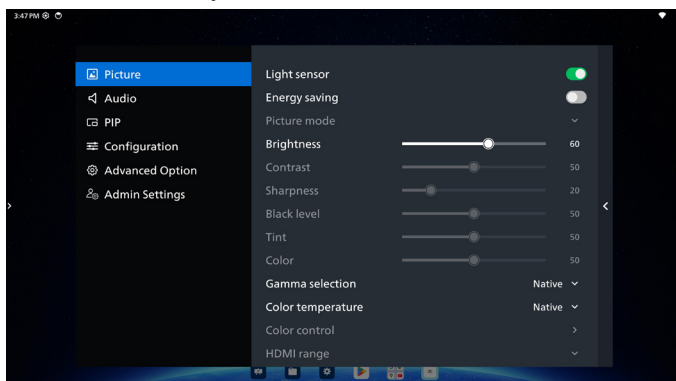 3:47 PM
Picture
Audio
PIP
Configuration
Advanced Option
Admin Settings
Light sensor
Energy saving
Picture mode
Brightness 60
Contrast 50
Sharpness 20
Black level 50
Tint 50
Color 50
Gamma selection Native
Color temperature Native
Color control
HDMI range